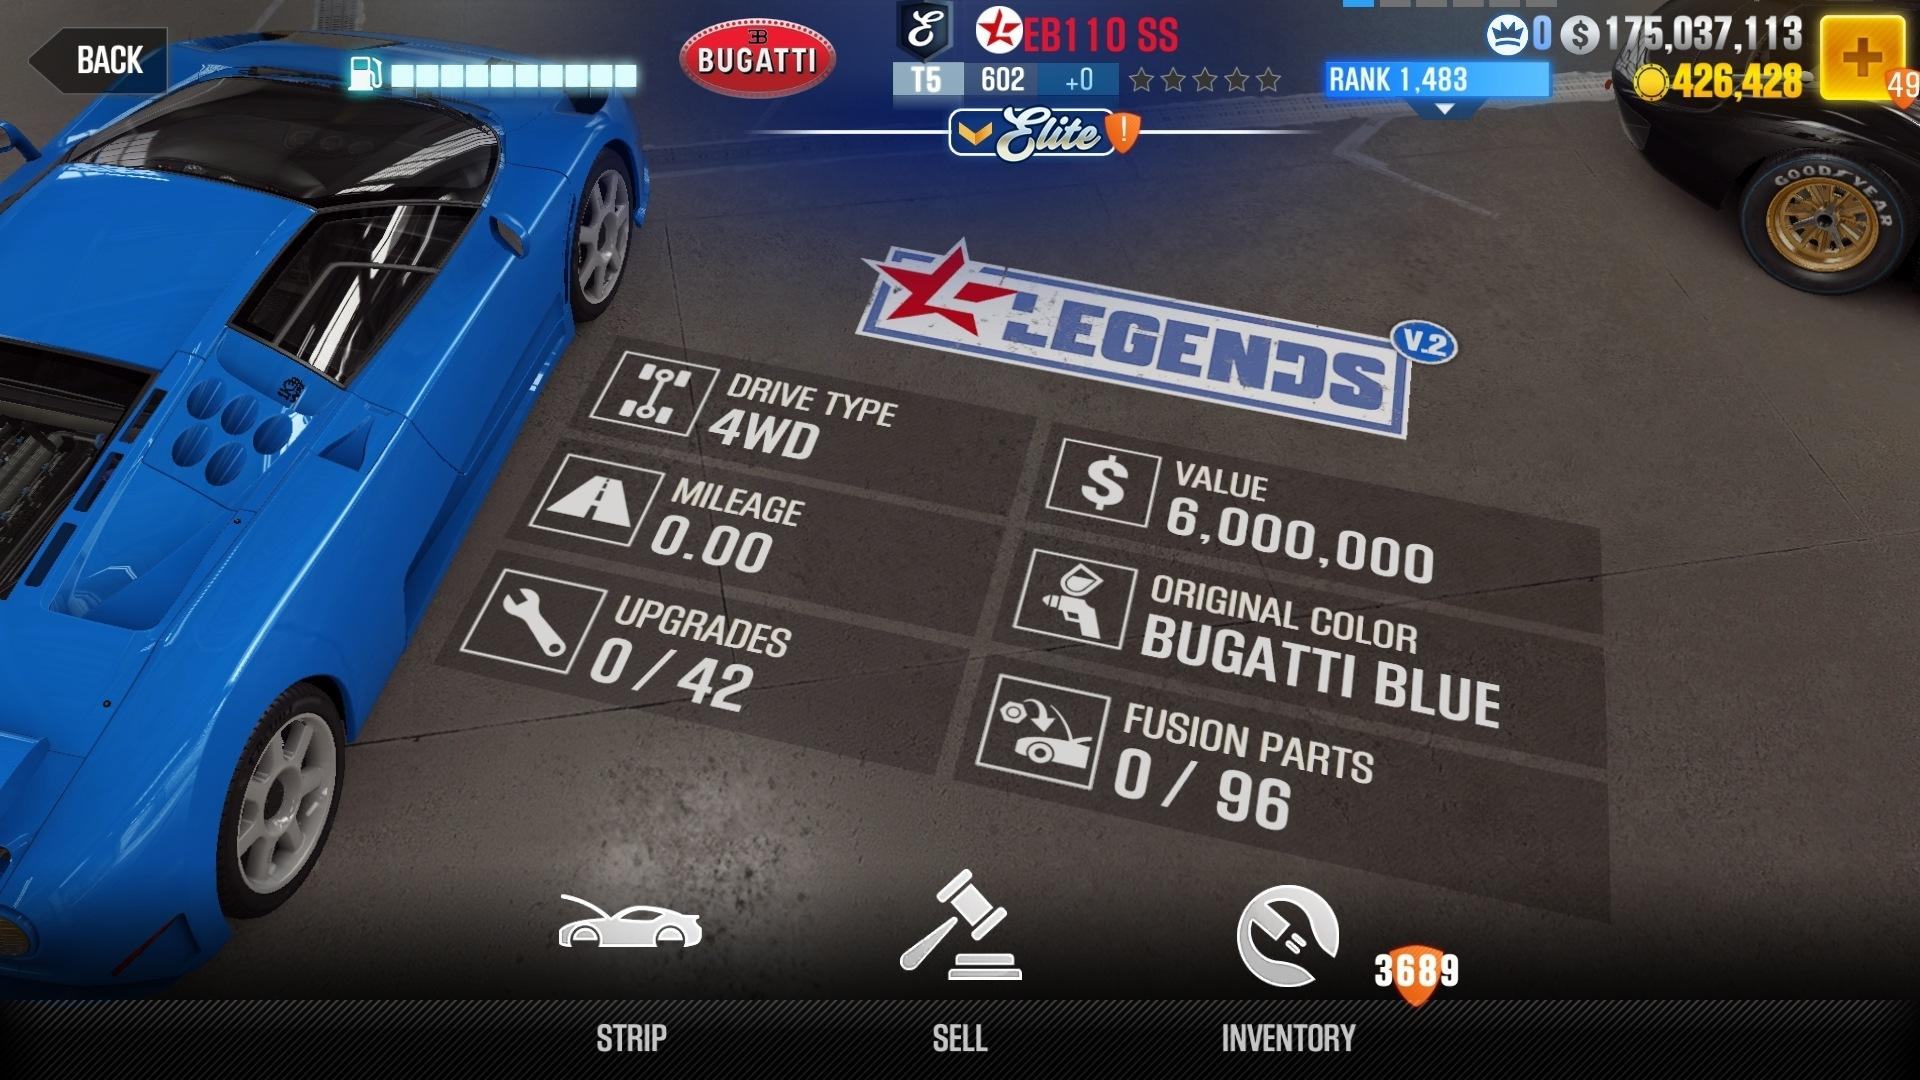 BACK
BUGATTI
EB110 SS
T5 602 +0
Elite !
RANK 1,483
0 $ 175,037,113
426,428
49
GOODYEAR
LEGENDS
V.2
DRIVE TYPE
4WD
MILEAGE
0.00
UPGRADES
0 / 42
VALUE
6,000,000
ORIGINAL COLOR
BUGATTI BLUE
FUSION PARTS
0 / 96
3689
STRIP
SELL
INVENTORY